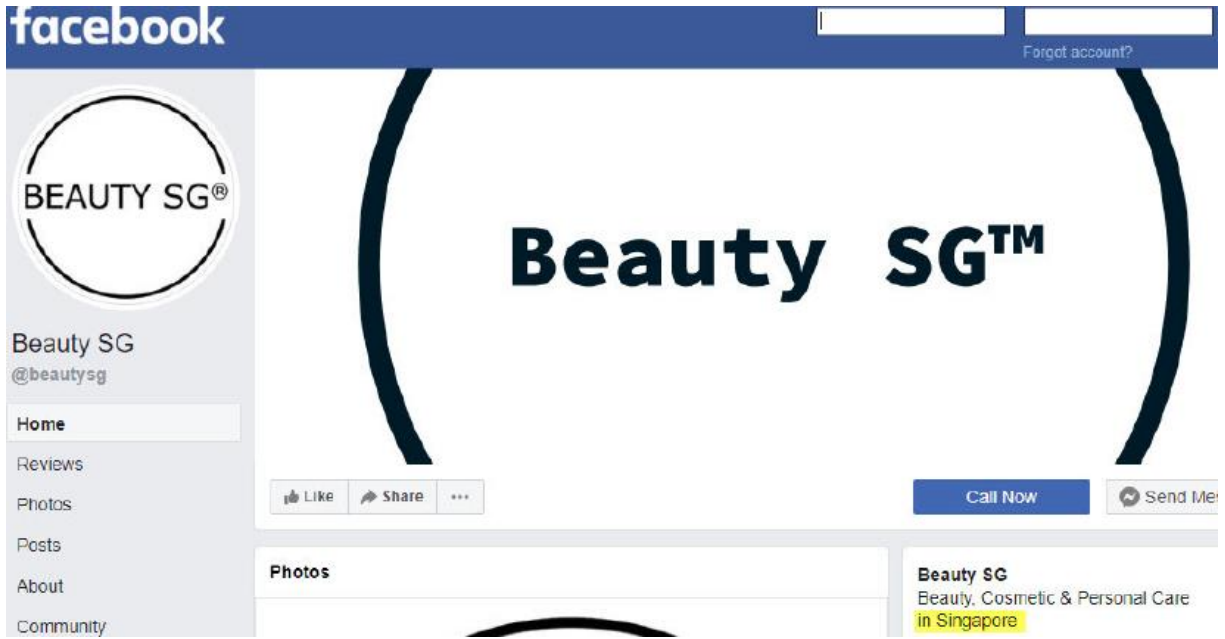 facebook
Forgot account?
BEAUTY SG®
Beauty SG™
Beauty SG
@beautysg
Home
Reviews
Photos
Posts
About
Community
Like
Share
Call Now
Send
Photos
Beauty SG
Beauty, Cosmetic & Personal Care
in Singapore